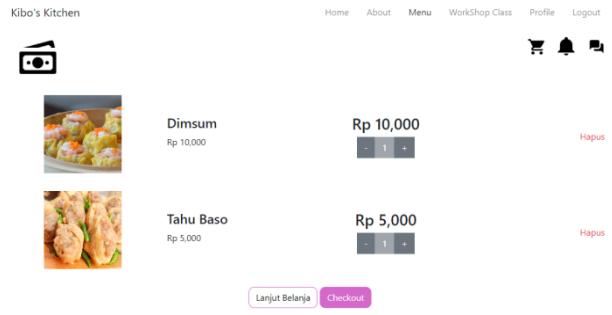 Kibo's Kitchen Home About Menu WorkShop Class Profile Logout
Dimsum
Rp 10,000
Rp 10,000
- 1 +
Hapus
Tahu Baso
Rp 5,000
Rp 5,000
- 1 +
Hapus
Lanjut Belanja Checkout